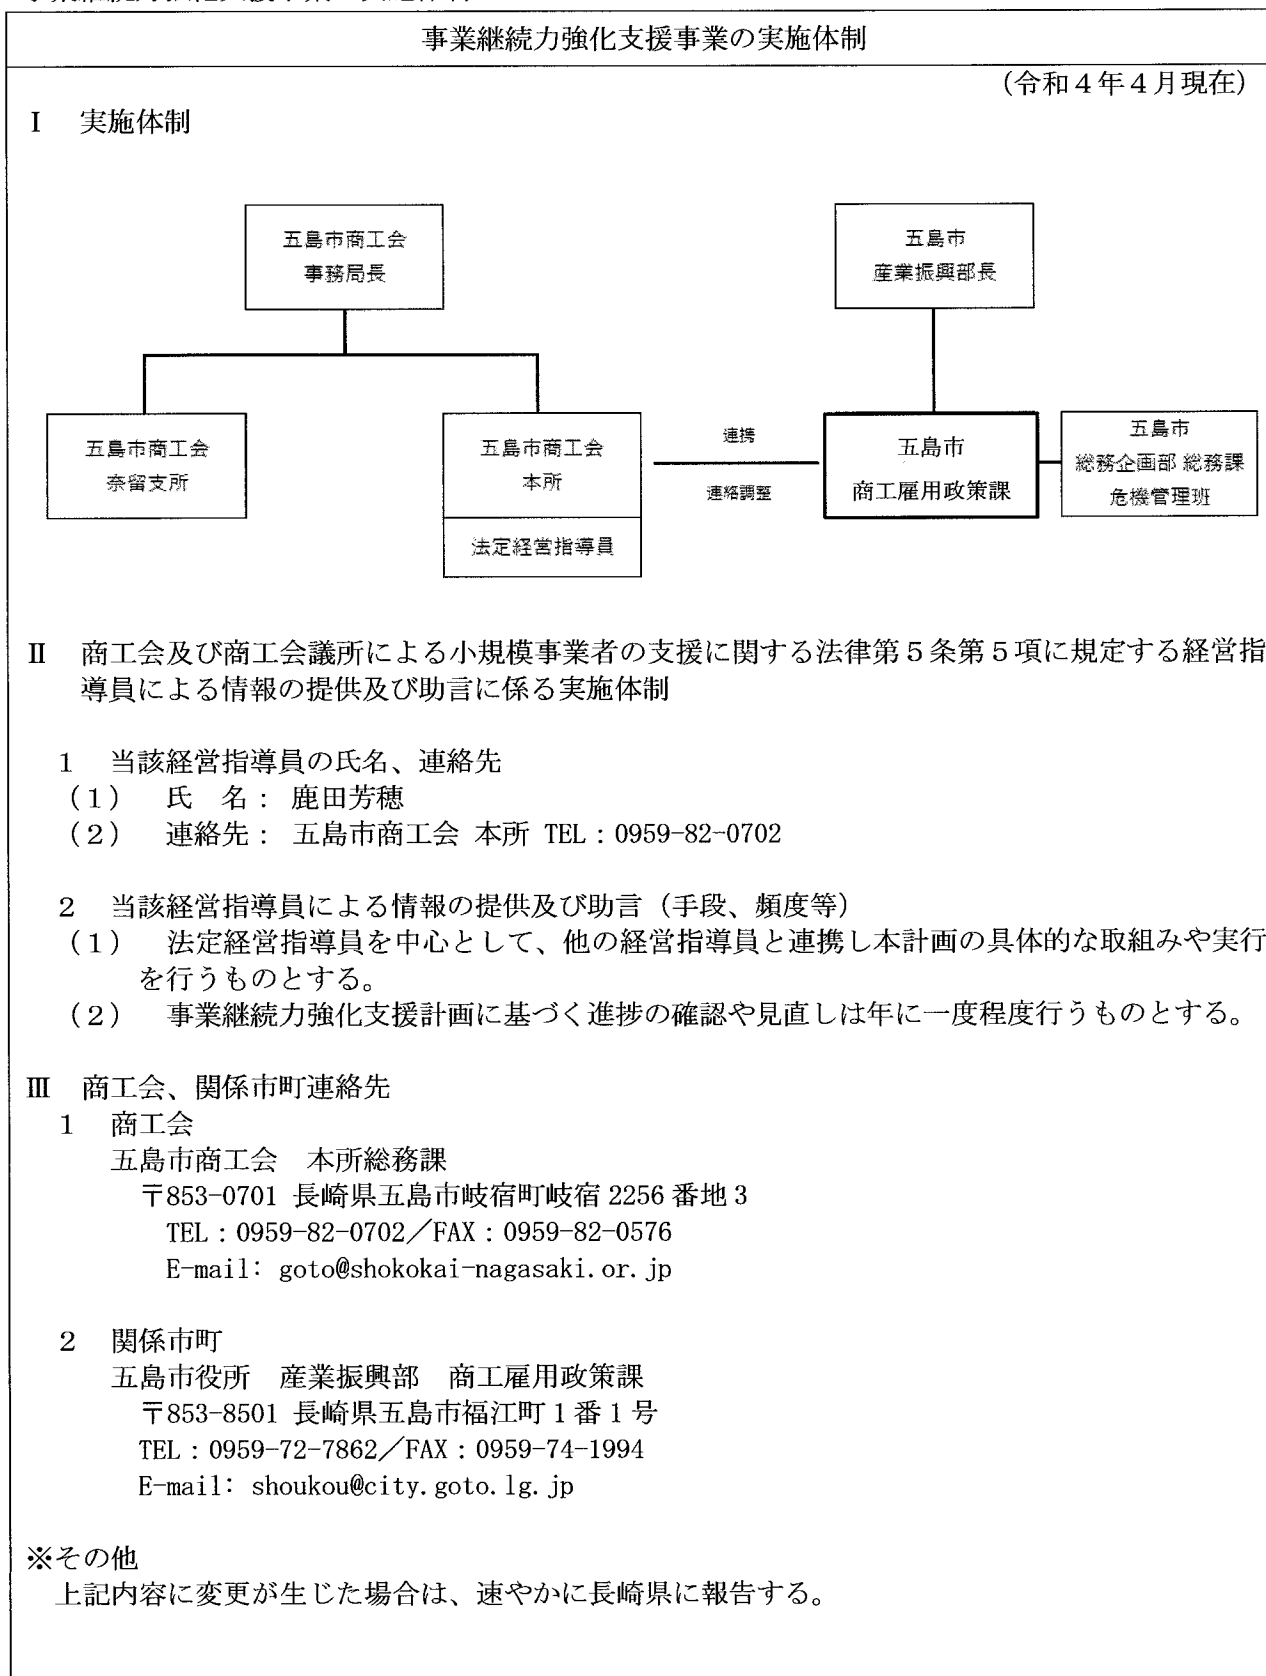 事業継続力強化支援事業の実施体制
(令和4年4月現在)
Ⅰ 実施体制
五島市商工会
事務局長
五島市
産業振興部長
五島市商工会
奈留支所
五島市商工会
本所
法定経営指導員
連携
連絡調整
五島市
商工雇用政策課
五島市
総務企画部 総務課
危機管理班
Ⅱ 商工会及び商工会議所による小規模事業者の支援に関する法律第5条第5項に規定する経営指
導員による情報の提供及び助言に係る実施体制
1 当該経営指導員の氏名、連絡先
(1) 氏 名: 鹿田芳穂
(2) 連絡先: 五島市商工会 本所 TEL:0959-82-0702
2 当該経営指導員による情報の提供及び助言(手段、頻度等)
(1) 法定経営指導員を中心として、他の経営指導員と連携し本計画の具体的な取組みや実行
を行うものとする。
(2) 事業継続力強化支援計画に基づく進捗の確認や見直しは年に一度程度行うものとする。
Ⅲ 商工会、関係市町連絡先
1 商工会
五島市商工会 本所総務課
〒853-0701 長崎県五島市岐宿町岐宿 2256 番地 3
TEL:0959-82-0702/FAX:0959-82-0576
E-mail: goto@shokokai-nagasaki.or.jp
2 関係市町
五島市役所 産業振興部 商工雇用政策課
〒853-8501 長崎県五島市福江町1番1号
TEL:0959-72-7862/FAX:0959-74-1994
E-mail: shoukou@city.goto.lg.jp
※その他
上記内容に変更が生じた場合は、速やかに長崎県に報告する。